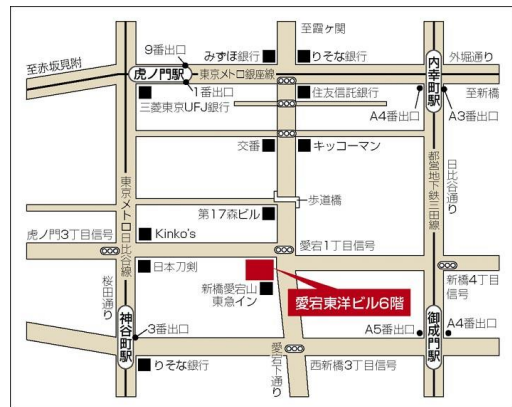 至霞ヶ関
9番出口
みずほ銀行
りそな銀行
外堀通り
至赤坂見附
虎ノ門駅
東京メトロ銀座線
内幸町駅
1番出口
三菱東京UFJ銀行
住友信託銀行
至新橋
A4番出口
A3番出口
交番
キッコーマン
東京メトロ日比谷線
都営地下鉄三田線
日比谷通り
歩道橋
第17森ビル
虎ノ門3丁目信号
Kinko's
愛宕1丁目信号
日本刀剣
桜田通り
新橋愛宕山
東急イン
愛宕東洋ビル6階
新橋4丁目
信号
神谷町駅
3番出口
愛宕下通り
A5番出口
御成門駅
A4番出口
りそな銀行
西新橋3丁目信号